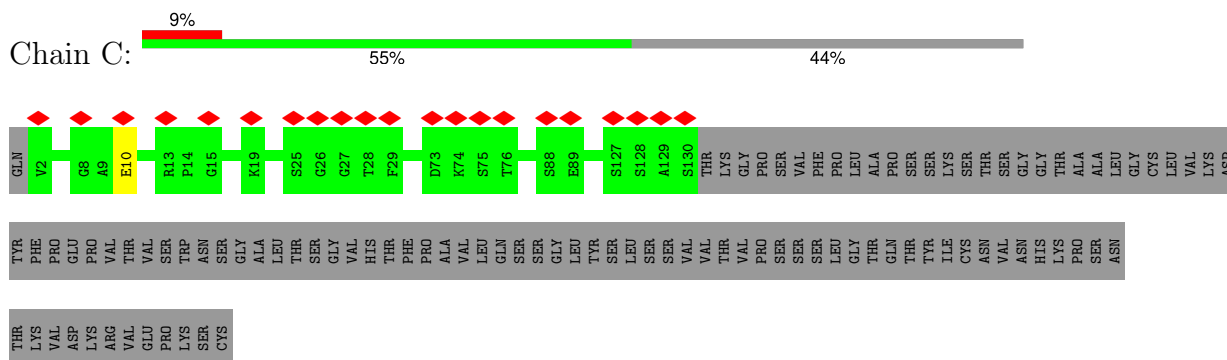 9%
Chain C:
55% 44%
GLN V2 G8 A9 E10 R13 P14 G15 K19 S25 G26 G27 T28 F29 D73 K74 S75 T76 S88 E89 S127 S128 A129 S130 THR LYS GLY PRO SER VAL PHE PRO LEU ALA PRO SER SER LYS SER THR SER GLY GLY THR ALA ALA LEU GLY CYS LEU VAL LYS ASP
TYR PHE PRO GLU PRO VAL THR VAL SER TRP ASN SER GLY ALA LEU THR SER GLY VAL HIS THR PHE PRO ALA VAL LEU GLN SER SER GLY LEU TYR SER LEU SER SER VAL VAL THR VAL PRO SER SER SER LEU GLY THR GLN THR TYR ILE CYS ASN VAL ASN HIS LYS PRO SER ASN
THR LYS VAL ASP LYS ARG VAL GLU PRO LYS SER CYS